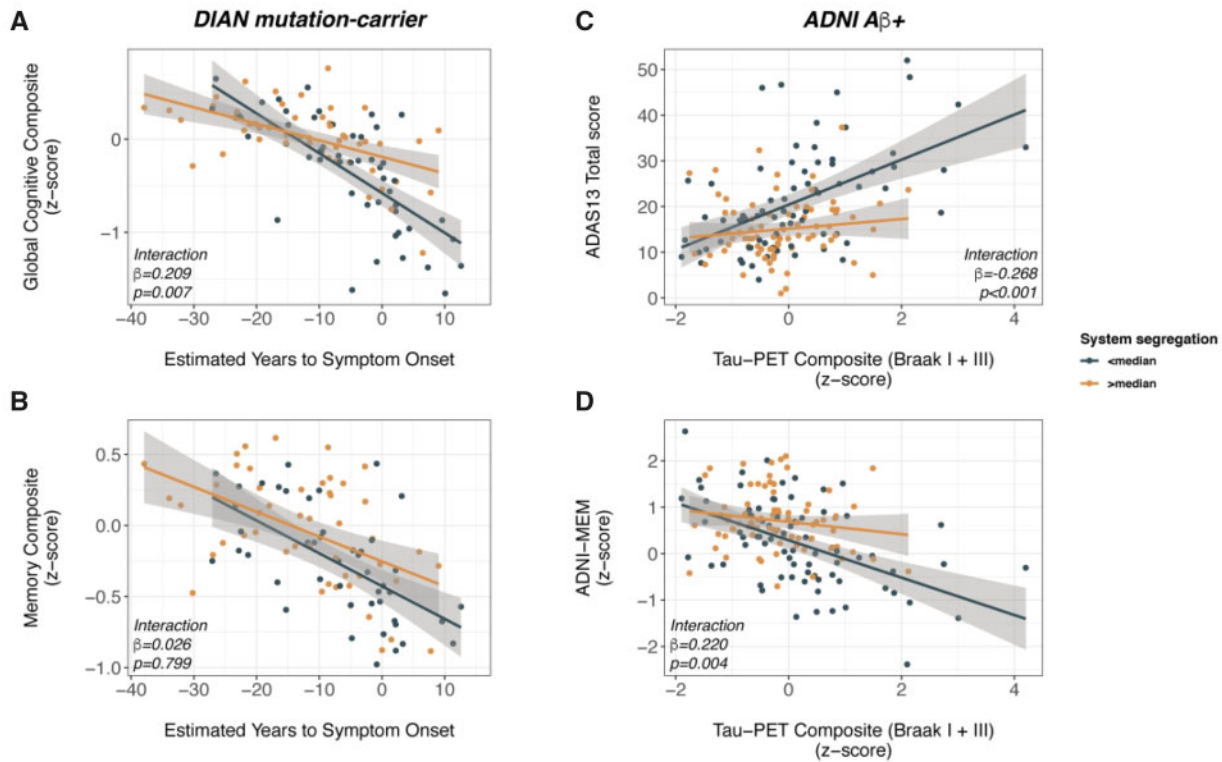 A
DIAN mutation-carrier
Global Cognitive Composite
(z-score)
0
−1
Interaction
β=0.209
p=0.007
−40 −30 −20 −10 0 10
Estimated Years to Symptom Onset
B
Memory Composite
(z-score)
0.5
0.0
−0.5
−1.0
Interaction
β=0.026
p=0.799
−40 −30 −20 −10 0 10
Estimated Years to Symptom Onset
C
ADNI Aβ+
ADAS13 Total score
50
40
30
20
10
0
Interaction
β=-0.268
p<0.001
−2 0 2 4
Tau−PET Composite (Braak I + III)
(z−score)
System segregation
<median
>median
D
ADNI−MEM
(z−score)
2
1
0
−1
−2
Interaction
β=0.220
p=0.004
−2 0 2 4
Tau−PET Composite (Braak I + III)
(z−score)